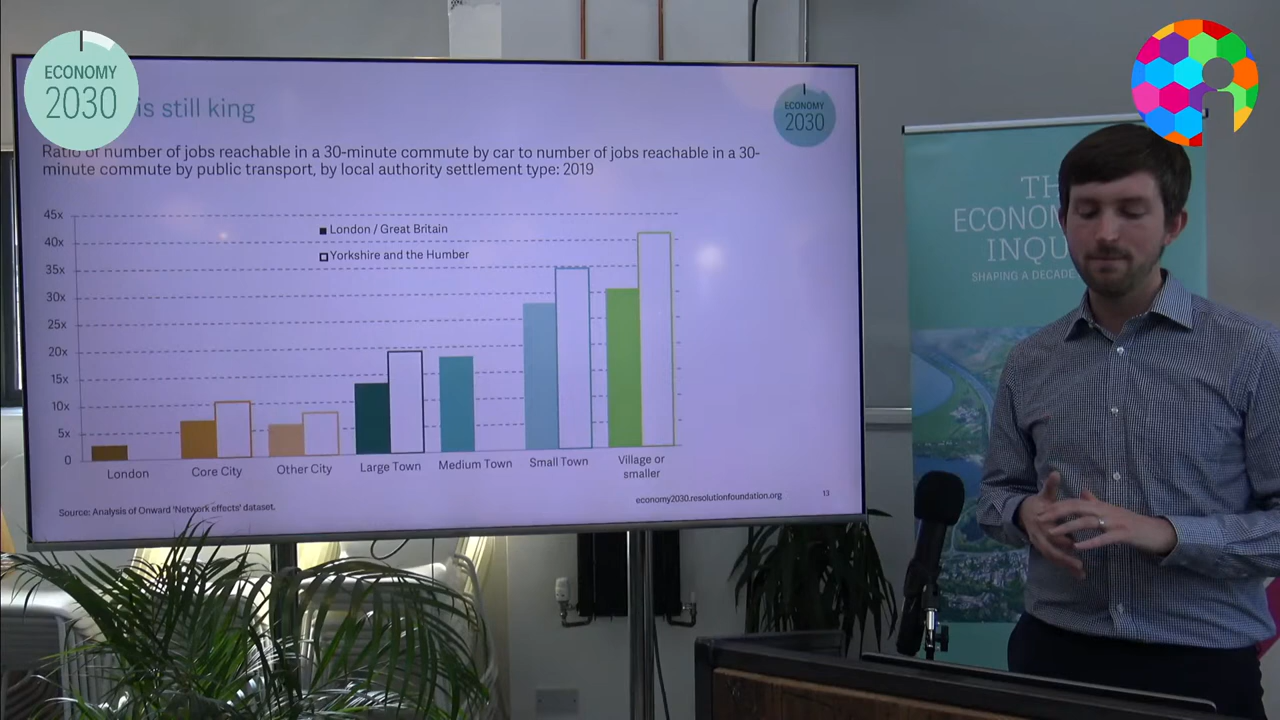 ECONOMY
2030
is still king
ECONOMY
2030
Ratio of number of jobs reachable in a 30-minute commute by car to number of jobs reachable in a 30-
minute commute by public transport, by local authority settlement type: 2019
45x
40x
35x
30x
25x
20x
15x
10x
5x
0
London / Great Britain
Yorkshire and the Humber
London
Core City
Other City
Large Town
Medium Town
Small Town
Village or
smaller
Source: Analysis of Onward 'Network effects' dataset.
economy2030.resolutionfoundation.org
13
TH
ECONOM
INQU
SHAPING A DECADE